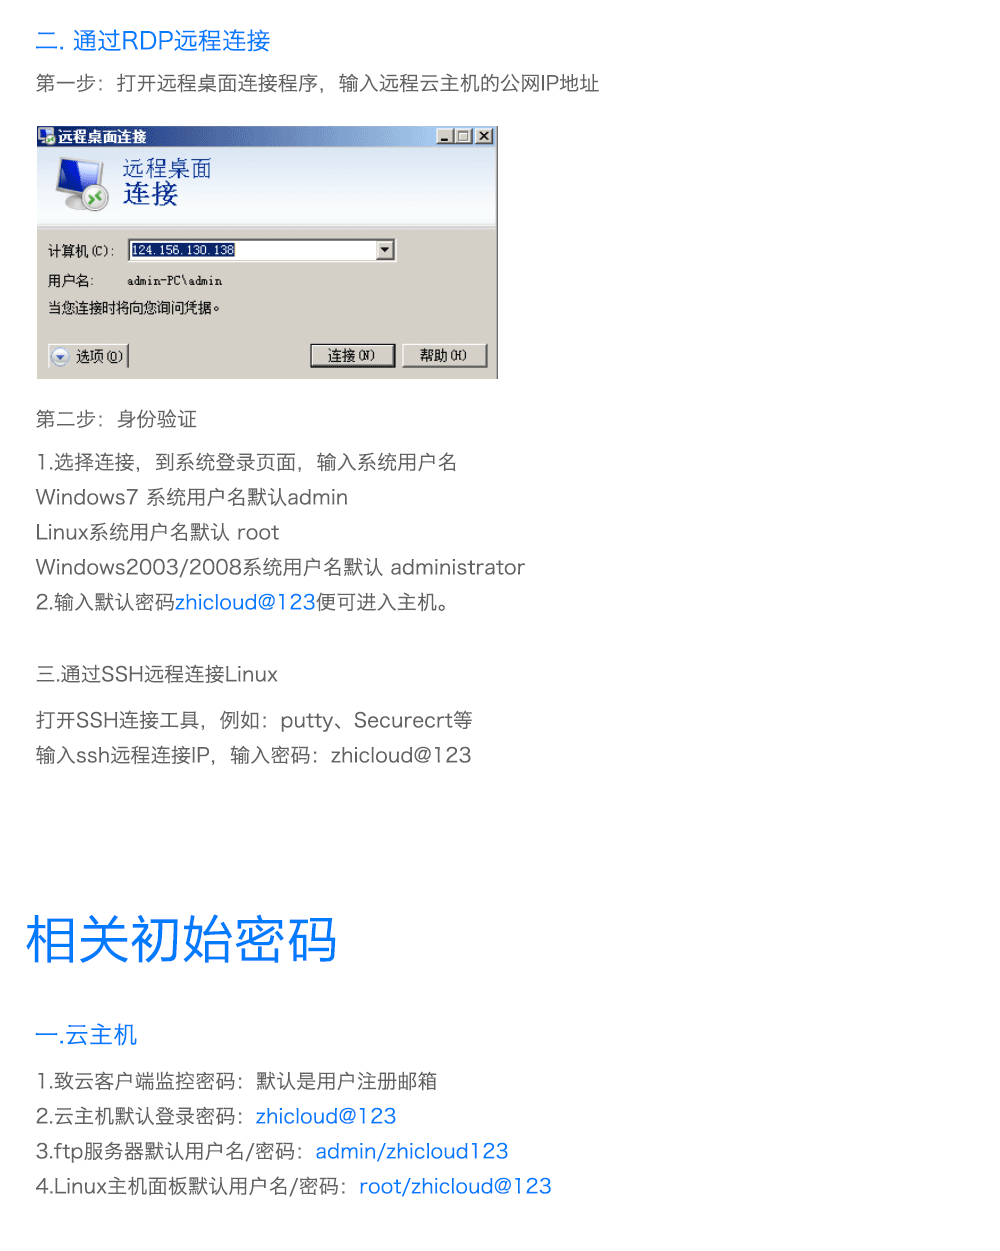 二. 通过RDP远程连接
第一步：打开远程桌面连接程序，输入远程云主机的公网IP地址
远程桌面连接
远程桌面
连接
计算机(C):
124.156.130.138
用户名:
admin-PC\admin
当您连接时将向您询问凭据。
选项(O)
连接(N)
帮助(H)
第二步：身份验证
1.选择连接，到系统登录页面，输入系统用户名
Windows7 系统用户名默认admin
Linux系统用户名默认 root
Windows2003/2008系统用户名默认 administrator
2.输入默认密码zhicloud@123便可进入主机。
三.通过SSH远程连接Linux
打开SSH连接工具，例如：putty、Securecrt等
输入ssh远程连接IP，输入密码：zhicloud@123
相关初始密码
一.云主机
1.致云客户端监控密码：默认是用户注册邮箱
2.云主机默认登录密码：zhicloud@123
3.ftp服务器默认用户名/密码：admin/zhicloud123
4.Linux主机面板默认用户名/密码：root/zhicloud@123